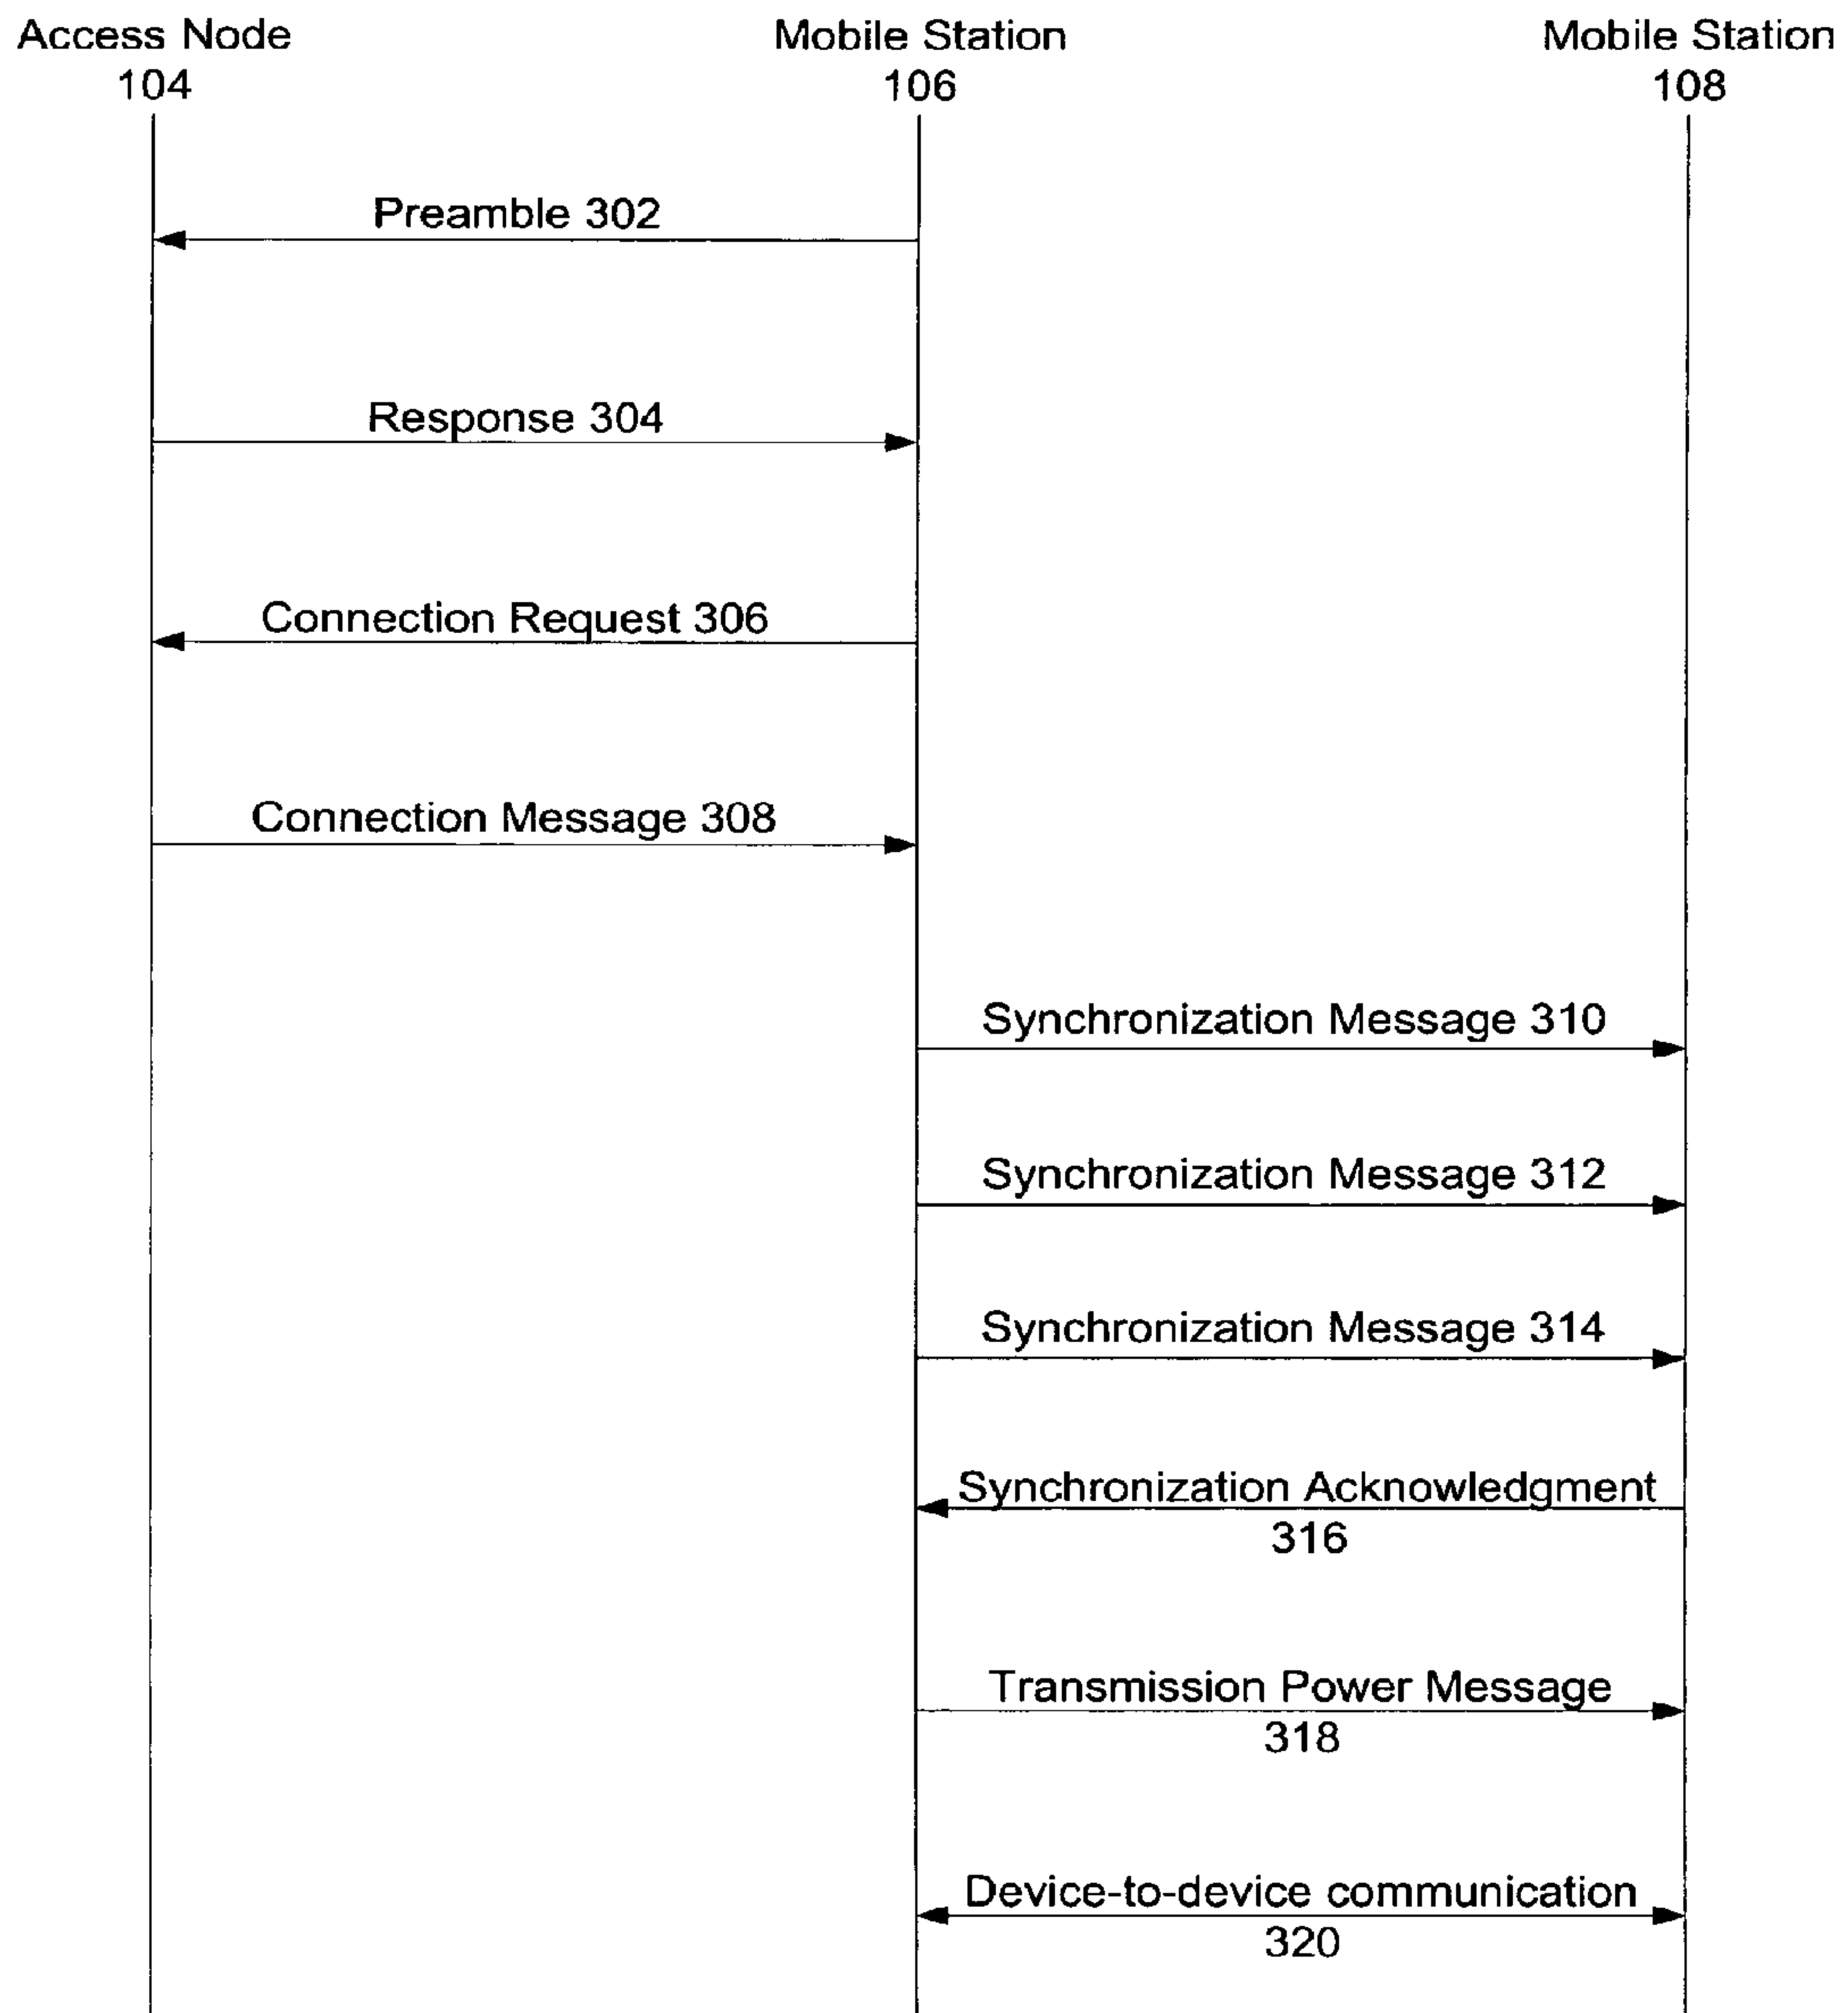 Access Node
104
Mobile Station
106
Mobile Station
108
Preamble 302
Response 304
Connection Request 306
Connection Message 308
Synchronization Message 310
Synchronization Message 312
Synchronization Message 314
Synchronization Acknowledgment
316
Transmission Power Message
318
Device-to-device communication
320